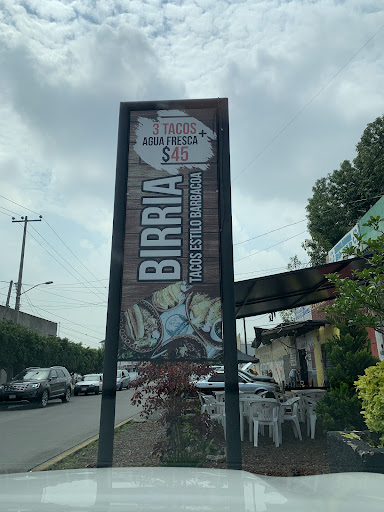 3 TACOS +
AGUA FRESCA
$45
BIRRIA
TACOS ESTILO BARBACOA